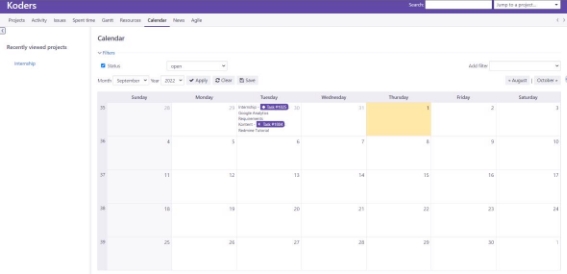 Koders
Search: Jump to a project...
Projects Activity Issues Spent time Gantt Resources Calendar News Agile
Recently viewed projects
Internship
Calendar
Filters
Status open Add filter
Month September Year 2022 Apply Clear Save « August | October »
Sunday Monday Tuesday Wednesday Thursday Friday Saturday
35 28 29 30 31 1 2 3
Internship - Task
Google Analytics
Requirements
Task
Redmine Tutorial
36 4 5 6 7 8 9 10
37 11 12 13 14 15 16 17
38 18 19 20 21 22 23 24
39 25 26 27 28 29 30 1